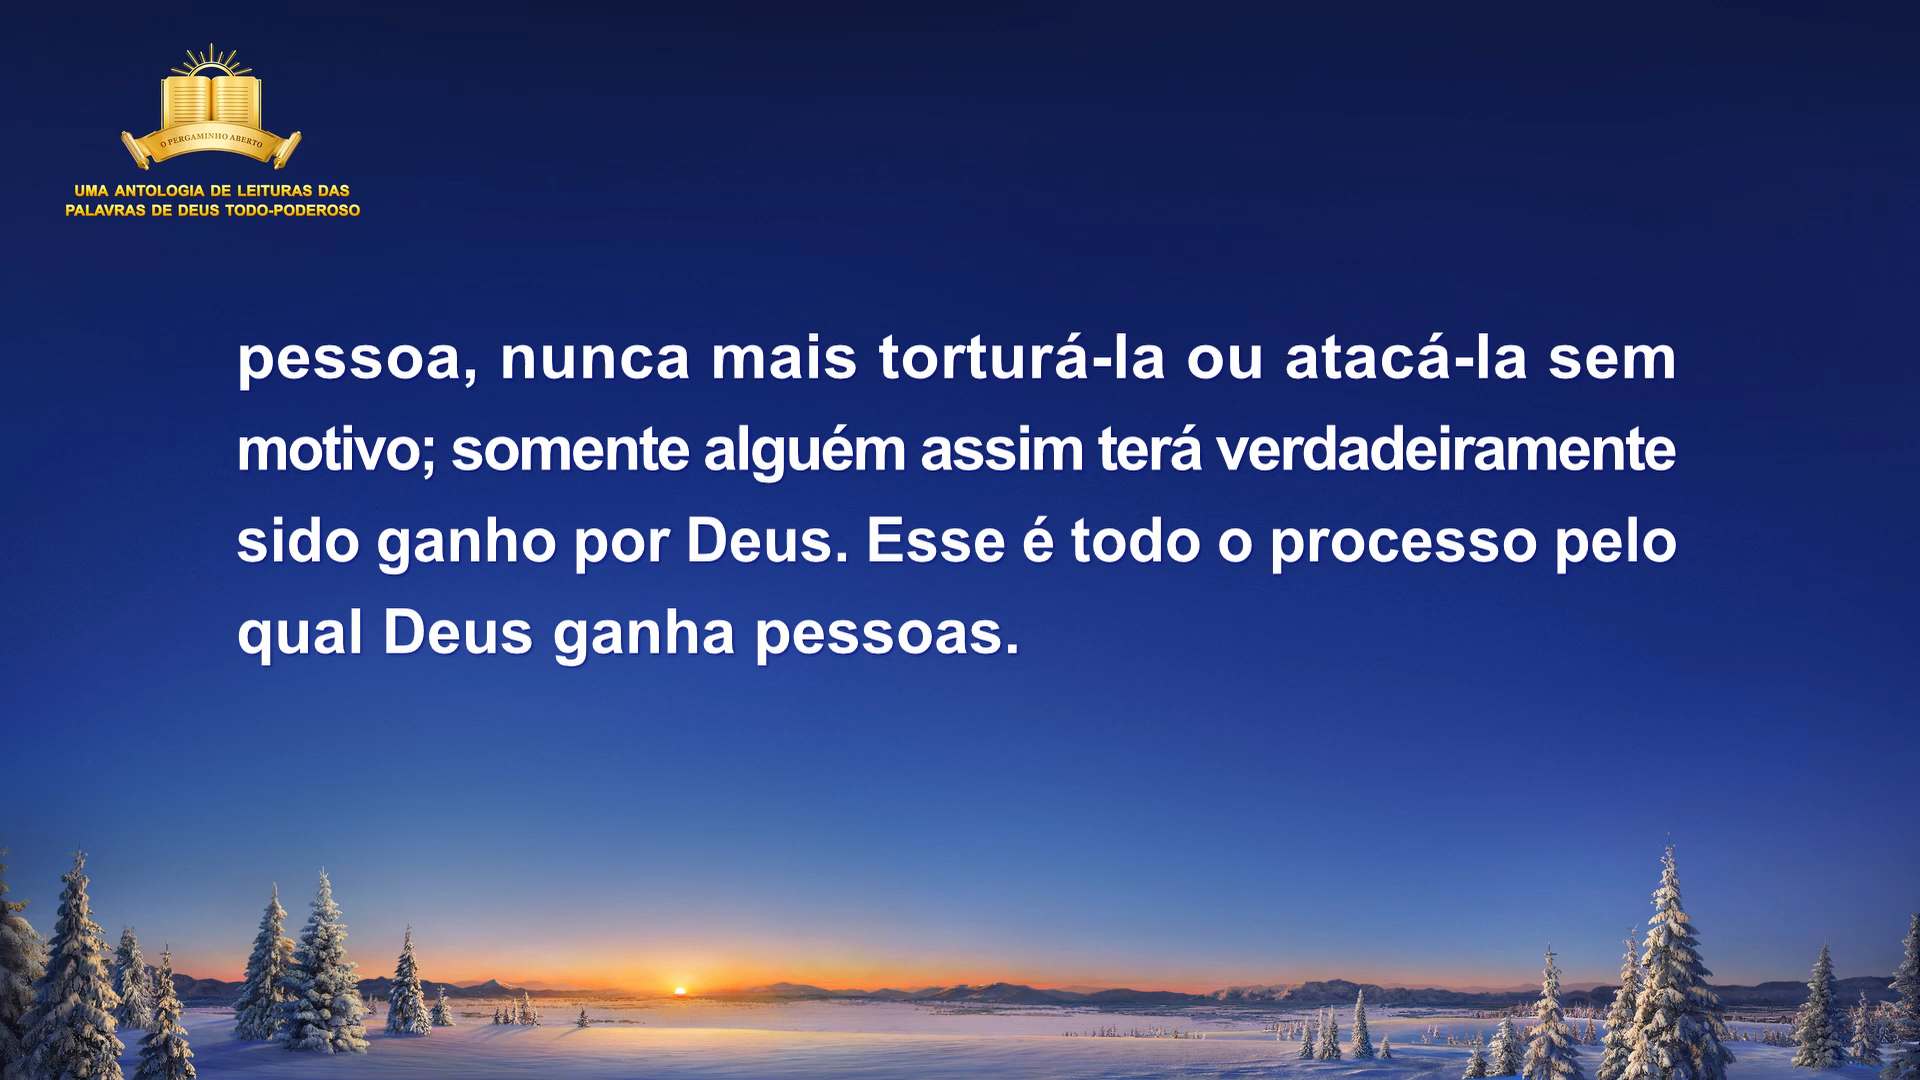 O PERGAMINHO ABERTO
UMA ANTOLOGIA DE LEITURAS DAS
PALAVRAS DE DEUS TODO-PODEROSO
pessoa, nunca mais torturá-la ou atacá-la sem
motivo; somente alguém assim terá verdadeiramente
sido ganho por Deus. Esse é todo o processo pelo
qual Deus ganha pessoas.